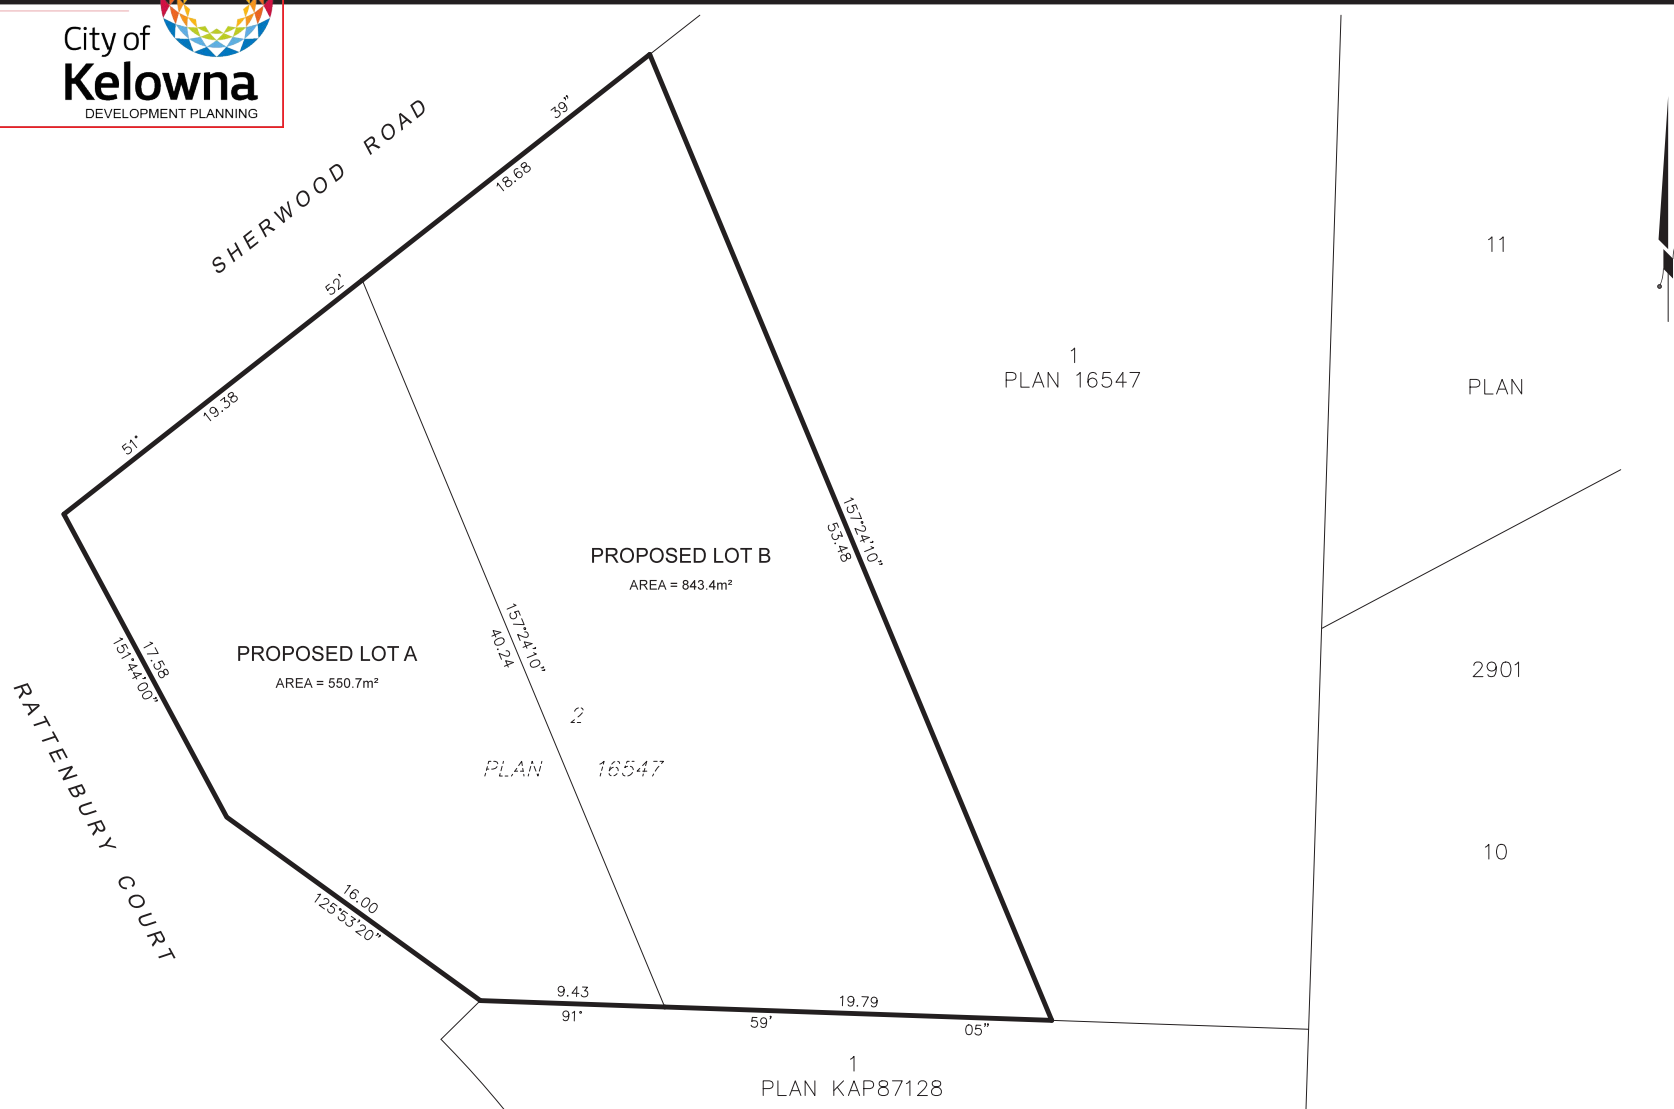 City of
Kelowna
DEVELOPMENT PLANNING
SHERWOOD ROAD
39"
18.68
52'
19.38
51°
11
1
PLAN 16547
PLAN
157°24'10"
53.48
PROPOSED LOT B
AREA = 843.4m²
157°24'10"
40.24
PROPOSED LOT A
AREA = 550.7m²
17.58
151°44'00"
2
PLAN 16547
2901
RATTENBURY COURT
10
16.00
125°53'20"
9.43
19.79
91°
59'
05"
1
PLAN KAP87128